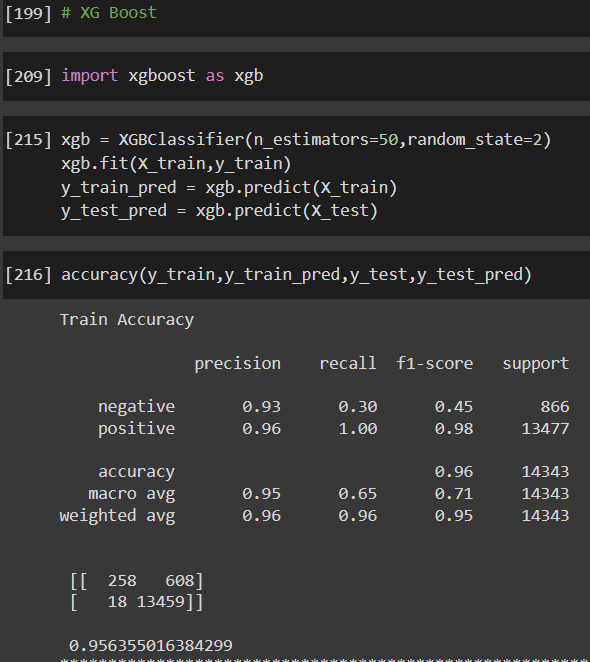 [199] # XG Boost
[209] import xgboost as xgb
[215] xgb = XGBClassifier(n_estimators=50,random_state=2)
xgb.fit(X_train,y_train)
y_train_pred = xgb.predict(X_train)
y_test_pred = xgb.predict(X_test)
[216] accuracy(y_train,y_train_pred,y_test,y_test_pred)
Train Accuracy
precision recall f1-score support
negative 0.93 0.30 0.45 866
positive 0.96 1.00 0.98 13477
accuracy 0.96 14343
macro avg 0.95 0.65 0.71 14343
weighted avg 0.96 0.96 0.95 14343
[[ 258 608]
[ 18 13459]]
0.956355016384299